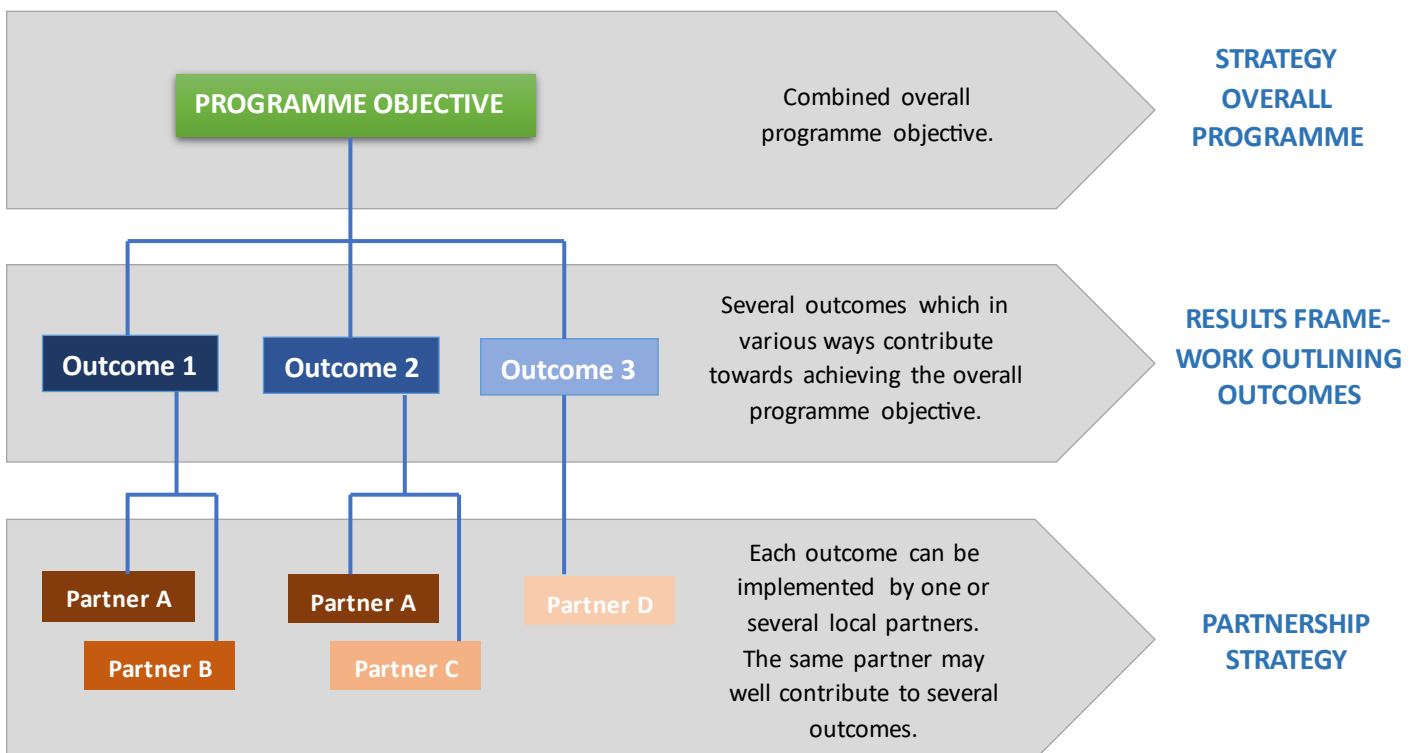 PROGRAMME OBJECTIVE
Combined overall
programme objective.
STRATEGY
OVERALL
PROGRAMME
Outcome 1
Outcome 2
Outcome 3
Several outcomes which in
various ways contribute
towards achieving the overall
programme objective.
RESULTS FRAME-
WORK OUTLINING
OUTCOMES
Partner A
Partner B
Partner A
Partner C
Partner D
Each outcome can be
implemented by one or
several local partners.
The same partner may
well contribute to several
outcomes.
PARTNERSHIP
STRATEGY